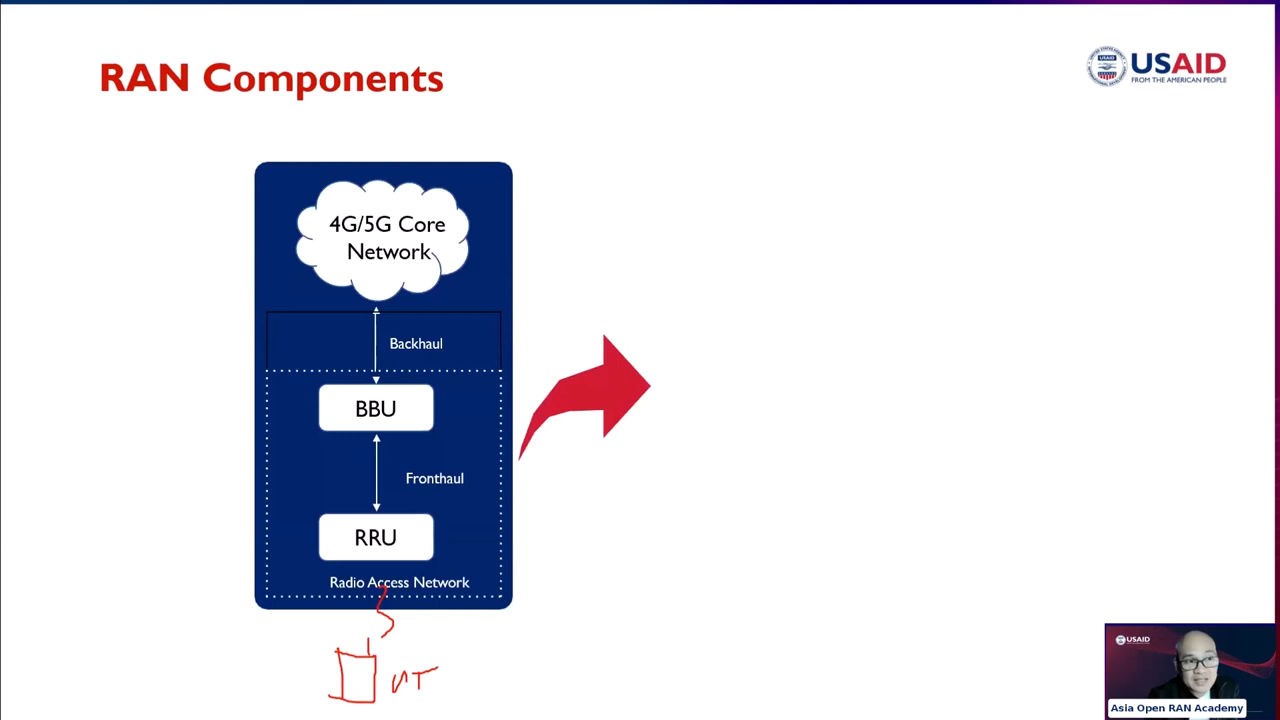 RAN Components
USAID
FROM THE AMERICAN PEOPLE
4G/5G Core
Network
Backhaul
BBU
Fronthaul
RRU
Radio Access Network
USAID
Asia Open RAN Academy